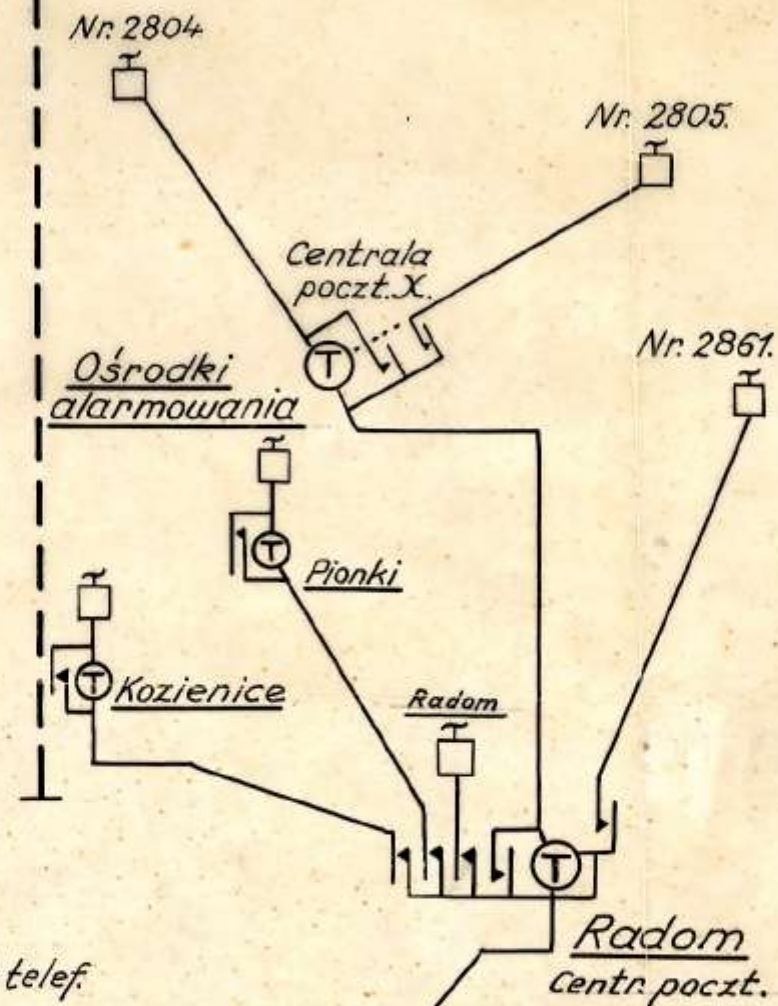 Nr. 2804
Nr. 2805.
Centrala
poczt. X.
Nr. 2861.
Ośrodki
alarmowania
T
T
Pionki
T
Kozienice
Radom
T
Radom
Centr. poczt.
telef.